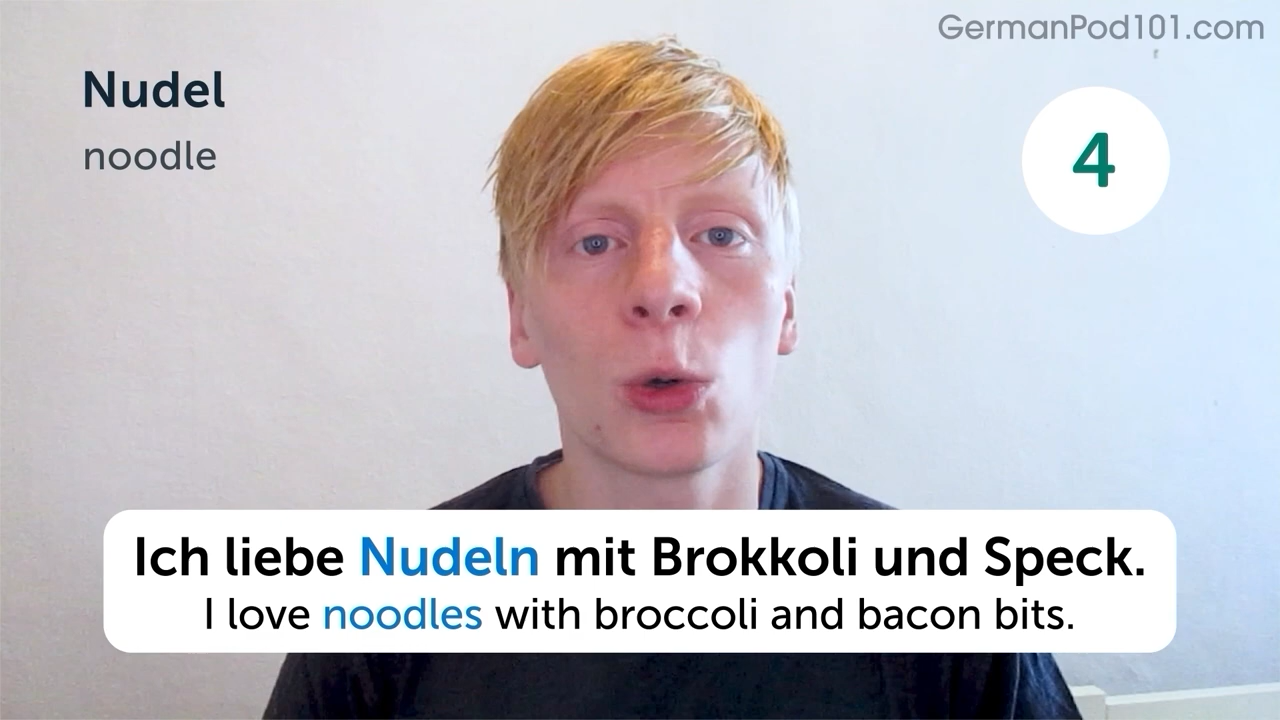 GermanPod101.com
Nudel
noodle
4
Ich liebe Nudeln mit Brokkoli und Speck.
I love noodles with broccoli and bacon bits.